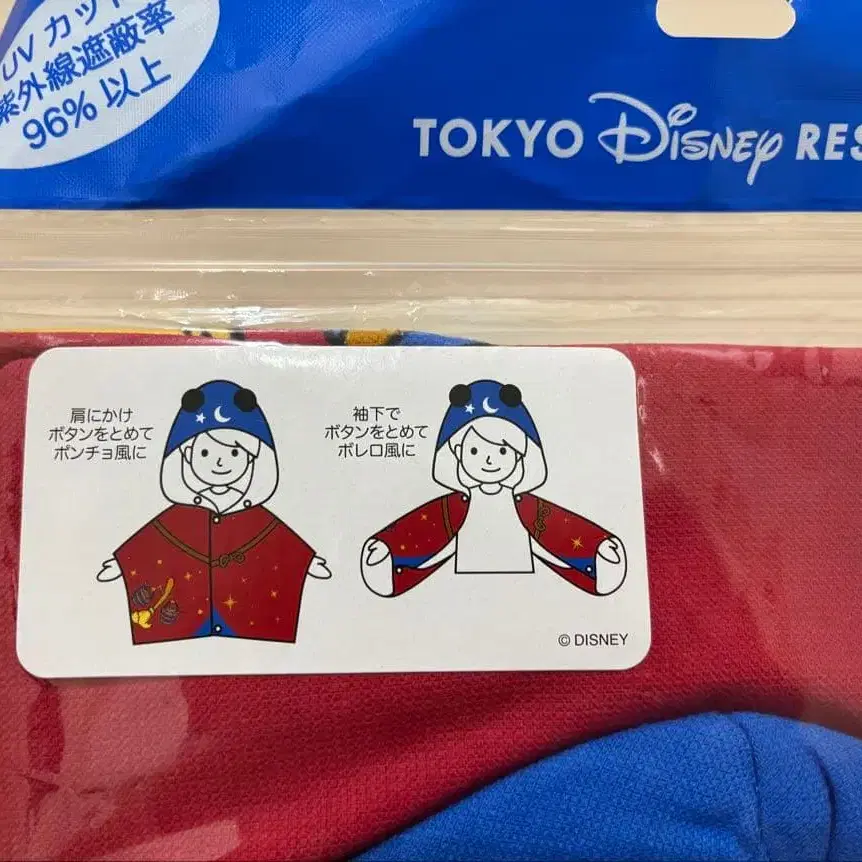 UVカット
紫外線遮蔽率
96%以上
TOKYO Disney RES
肩にかけ
ボタンをとめて
ポンチョ風に
袖下で
ボタンをとめて
ボレロ風に
© DISNEY